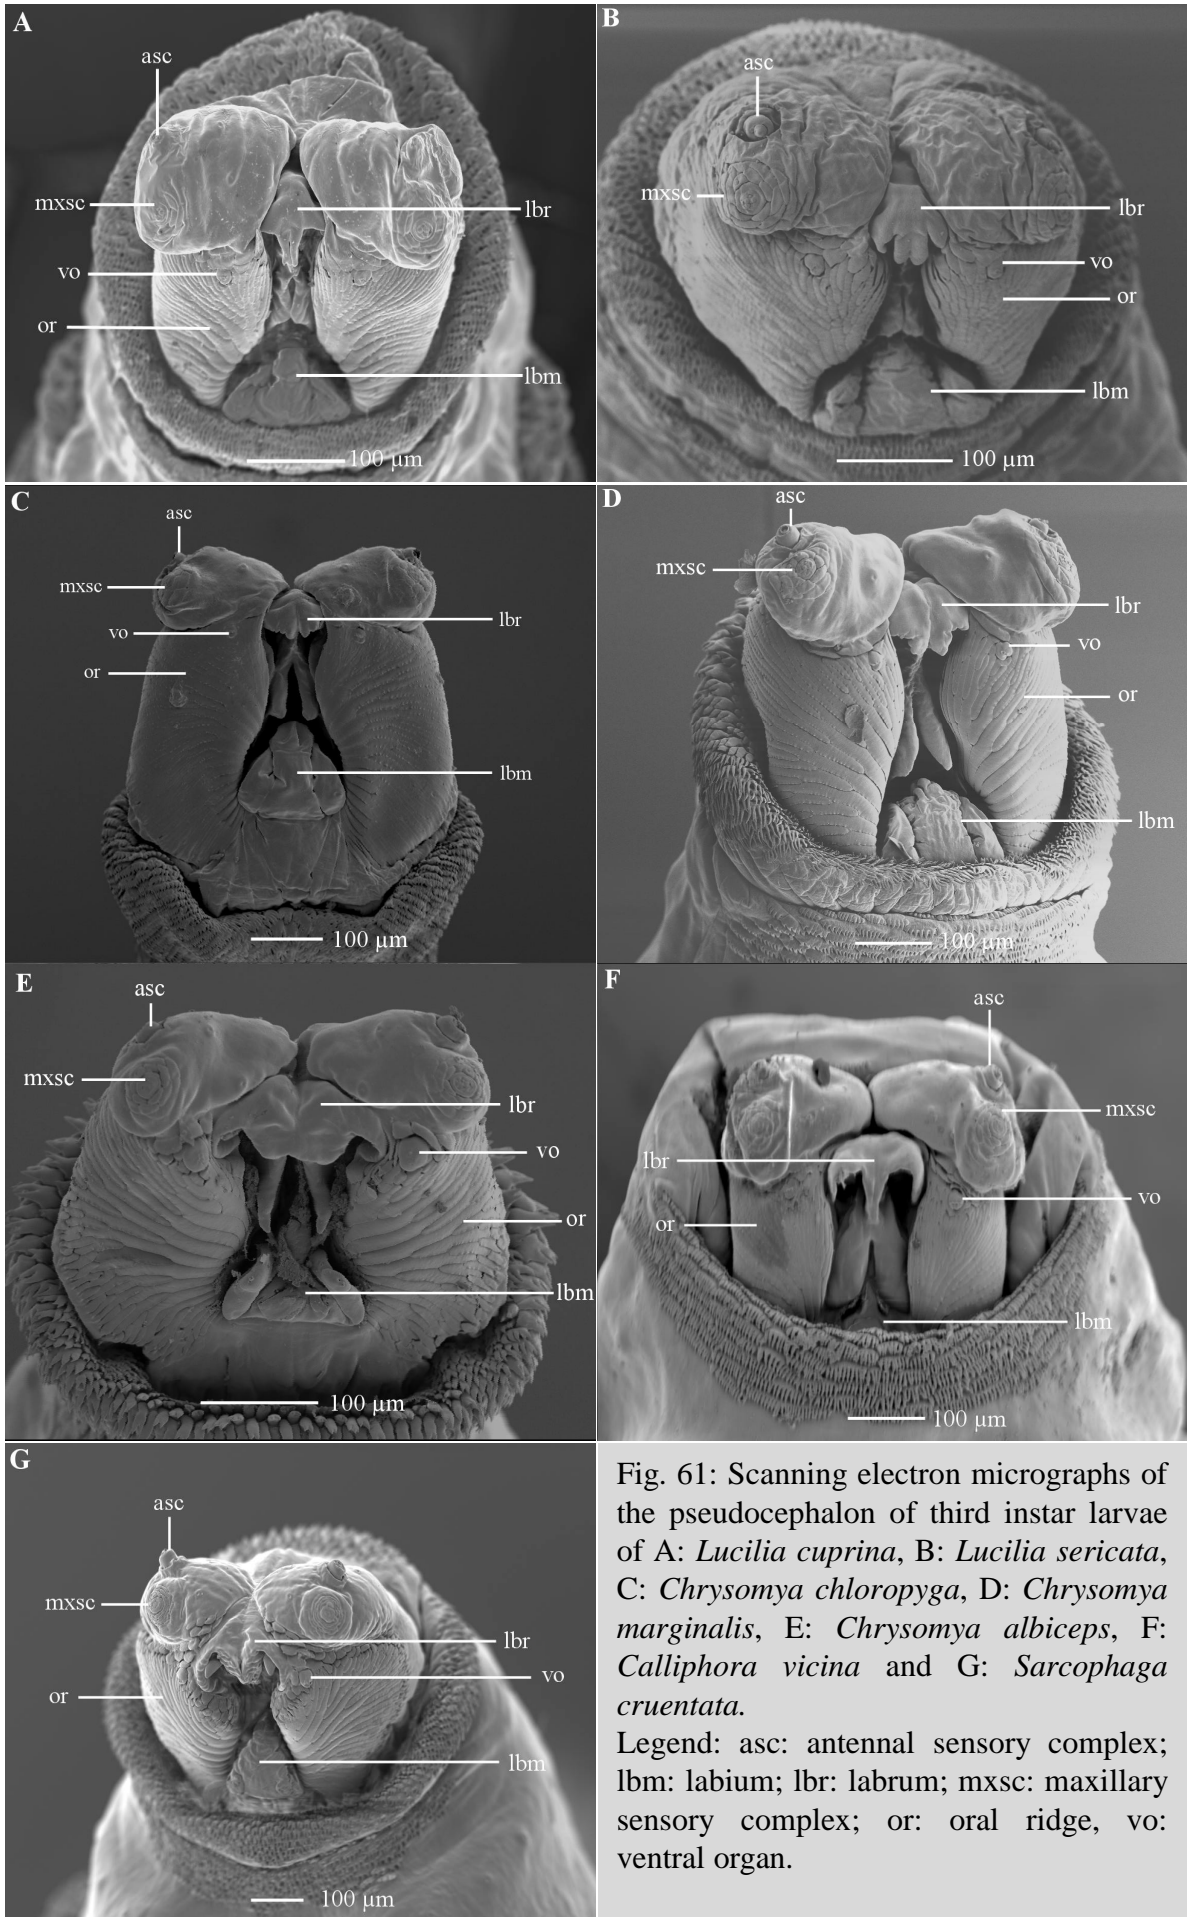 A
asc
mxsc
lbr
vo
or
lbm
100 µm
B
asc
mxsc
lbr
vo
or
lbm
100 µm
C
asc
mxsc
vo
lbr
or
lbm
100 µm
D
asc
mxsc
lbr
vo
or
lbm
100 µm
E
asc
mxsc
lbr
vo
or
lbm
100 µm
F
asc
mxsc
lbr
vo
or
lbm
100 µm
G
asc
mxsc
lbr
vo
or
lbm
100 µm
Fig. 61: Scanning electron micrographs of
the pseudocephalon of third instar larvae
of A: Lucilia cuprina, B: Lucilia sericata,
C: Chrysomya chloropyga, D: Chrysomya
marginalis, E: Chrysomya albiceps, F:
Calliphora vicina and G: Sarcophaga
cruentata.
Legend: asc: antennal sensory complex;
lbm: labium; lbr: labrum; mxsc: maxillary
sensory complex; or: oral ridge, vo:
ventral organ.